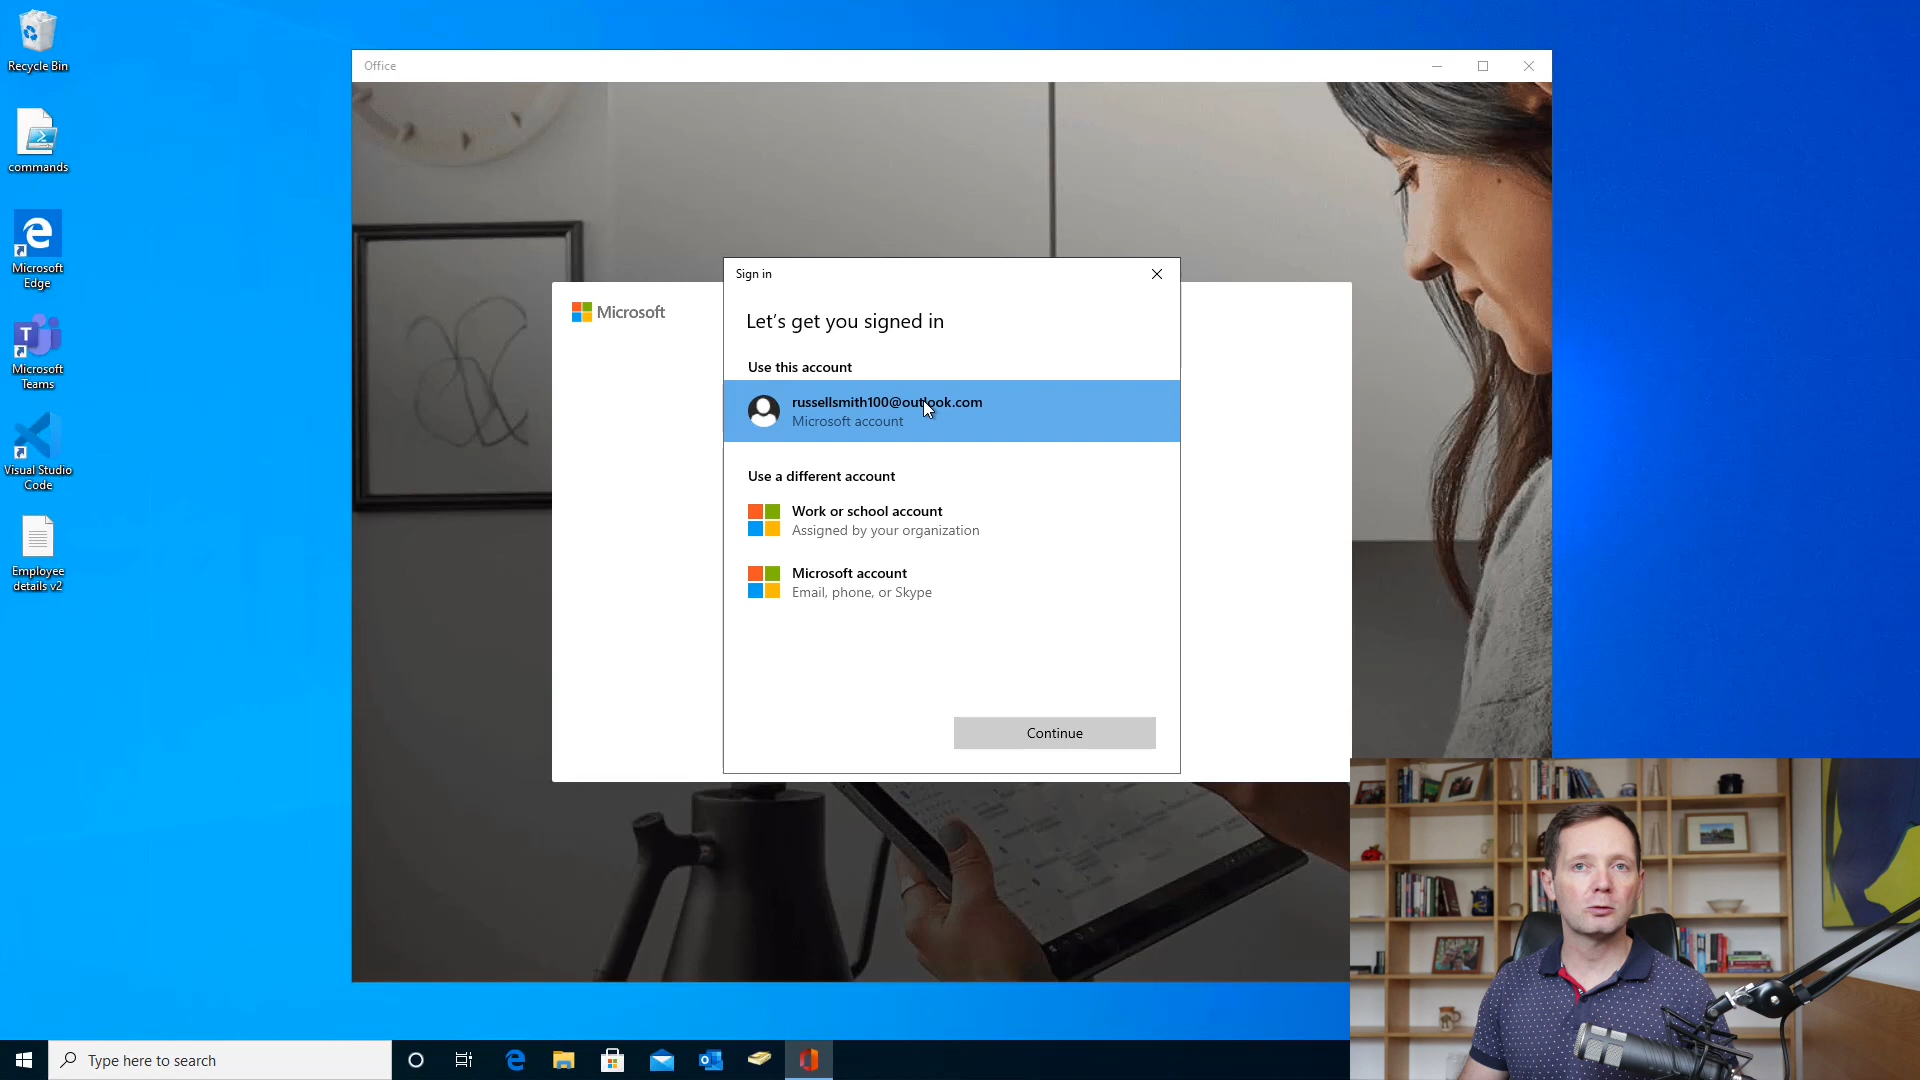 Recycle Bin
commands
Microsoft
Edge
Microsoft
Teams
Visual Studio
Code
Employee
details v2
Office
Microsoft
Sign in
Let's get you signed in
Use this account
russellsmith100@outlook.com
Microsoft account
Use a different account
Work or school account
Assigned by your organization
Microsoft account
Email, phone, or Skype
Continue
Type here to search